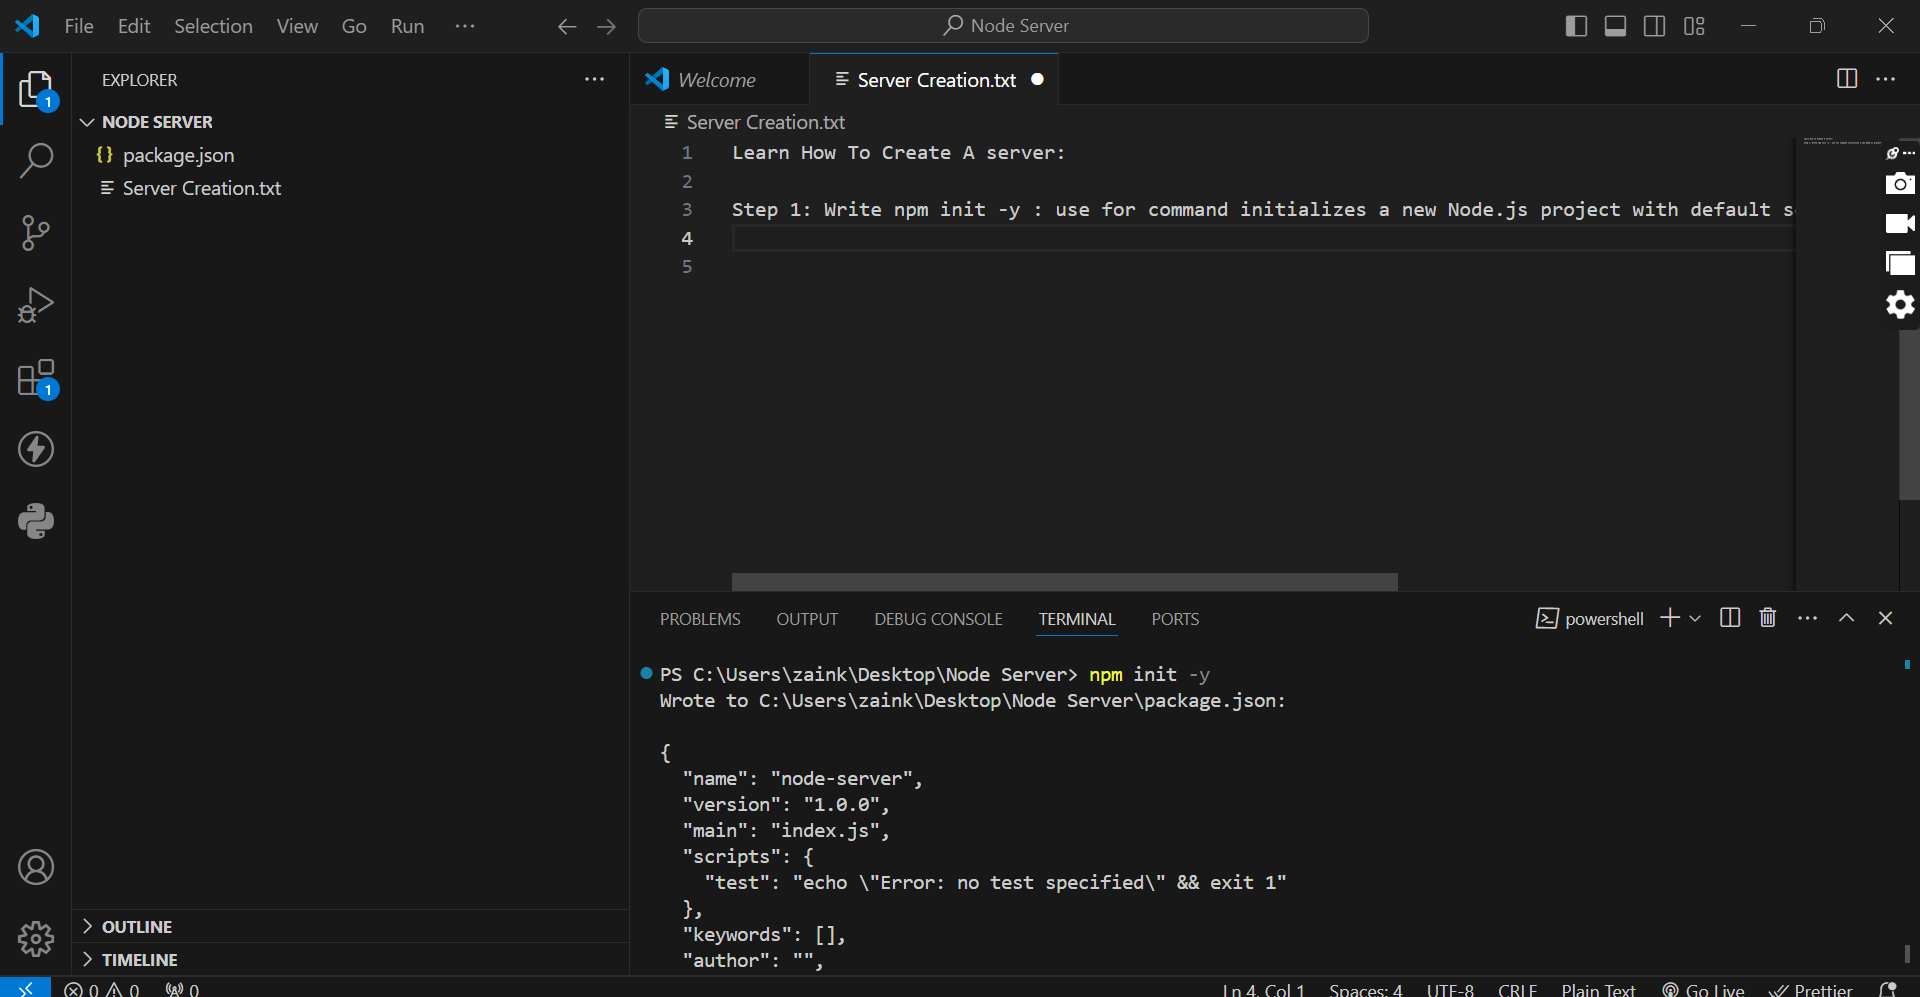 File Edit Selection View Go Run ···
Node Server
EXPLORER
NODE SERVER
{} package.json
Server Creation.txt
1
1
OUTLINE
TIMELINE
Welcome
Server Creation.txt
Server Creation.txt
1 Learn How To Create A server:
2
3 Step 1: Write npm init -y : use for command initializes a new Node.js project with default s
4
5
PROBLEMS OUTPUT DEBUG CONSOLE TERMINAL PORTS
powershell
PS C:\Users\zaink\Desktop\Node Server> npm init -y
Wrote to C:\Users\zaink\Desktop\Node Server\package.json:
{
"name": "node-server",
"version": "1.0.0",
"main": "index.js",
"scripts": {
"test": "echo \"Error: no test specified\" && exit 1"
},
"keywords": [],
"author": "",
0 0 0
Ln 4, Col 1 Spaces: 4 UTF-8 CRLF Plain Text Go Live Prettier